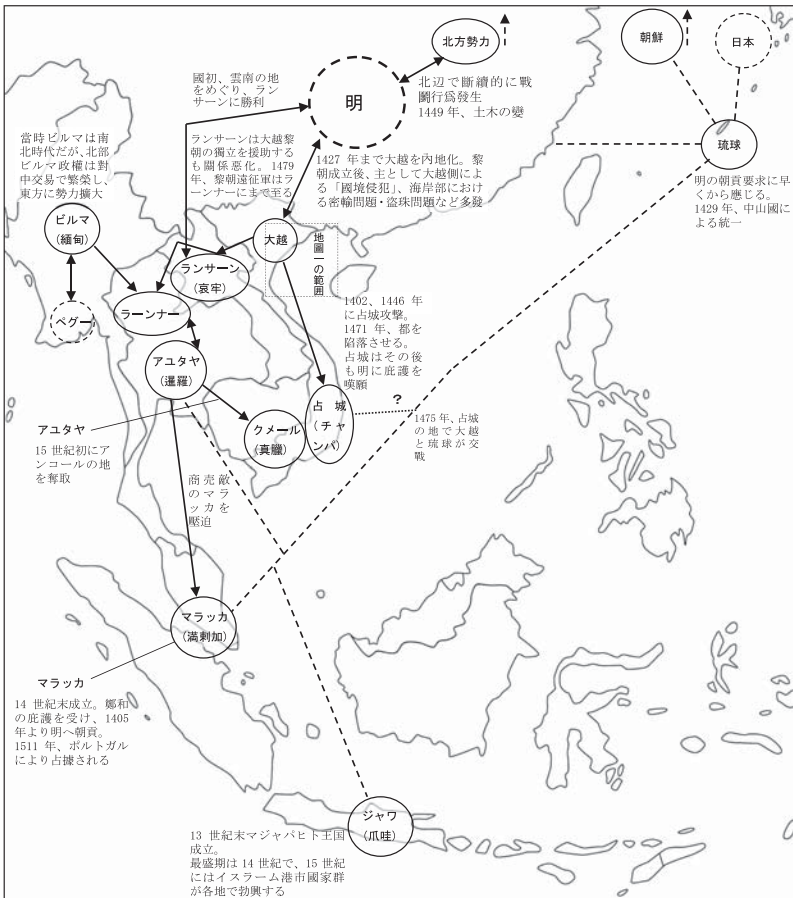 北方勢力
朝鮮
日本
明
琉球
國初、雲南の地
をめぐり、ラン
サーンに勝利
北辺で斷續的に戰
鬪行爲發生
1449 年、土木の變
當時ビルマは南
北時代だが、北部
ビルマ政權は對
中交易で繁榮し、
東方に勢力擴大
ランサーンは大越黎
朝の獨立を援助する
も關係悪化。1479
年、黎朝遠征軍はラ
ーンナーにまで至る
1427 年まで大越を內地化。黎
朝成立後、主として大越側に
よる「國境侵犯」、海岸部におけ
る密輸問題・盜珠問題など多發
明の朝貢要求に早
くから應じる。
1429 年、中山國に
よる統一
ビルマ
(緬甸)
大越
地圖一の範囲
ランサーン
(哀牢)
ペグー
ラーンナー
アユタヤ
(暹羅)
1402、1446 年
に占城攻撃。
1471 年、都を
陷落させる。
占城はその後
も明に庇護を
嘆願
占 城
(チャ
ンパ)
?
1475 年、占城
の地で大越
と琉球が交
戰
クメール
(真臘)
アユタヤ
15 世紀初にア
ンコールの地
を奪取
商売敵
のマラ
ッカを
壓迫
マラッカ
(満剌加)
マラッカ
14 世紀末成立。鄭和
の庇護を受け、1405
年より明へ朝貢。
1511 年、ポルトガル
により占據される
ジャワ
(爪哇)
13 世紀末マジャパヒト王国
成立。
最盛期は 14 世紀で、15 世紀
にはイスラーム港市國家群
が各地で勃興する